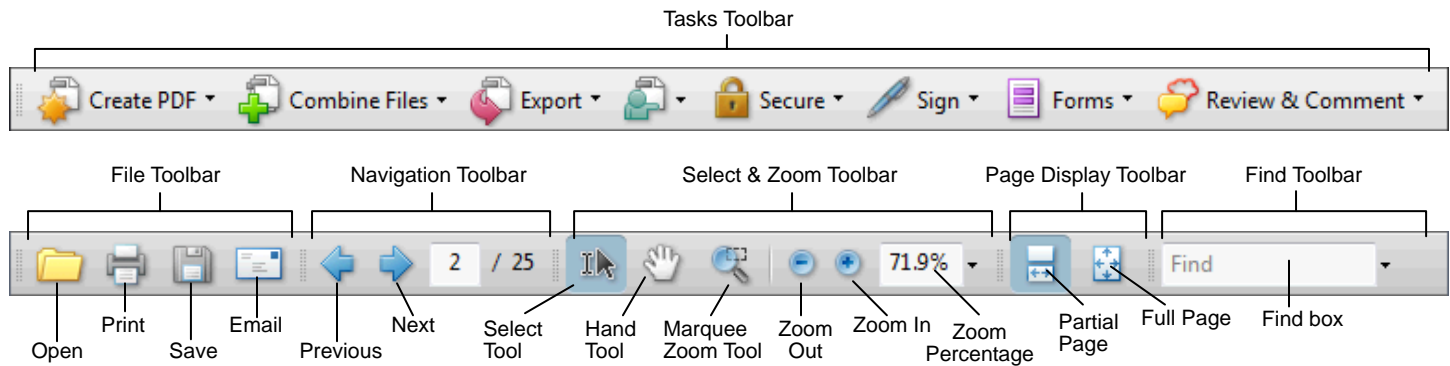 Tasks Toolbar
Create PDF Combine Files Export Secure Sign Forms Review & Comment
File Toolbar Navigation Toolbar Select & Zoom Toolbar Page Display Toolbar Find Toolbar
2 / 25 71.9% Find
Open Print Save Email Previous Next Select Tool Hand Tool Marquee Zoom Tool Zoom Out Zoom In Zoom Percentage Partial Page Full Page Find box